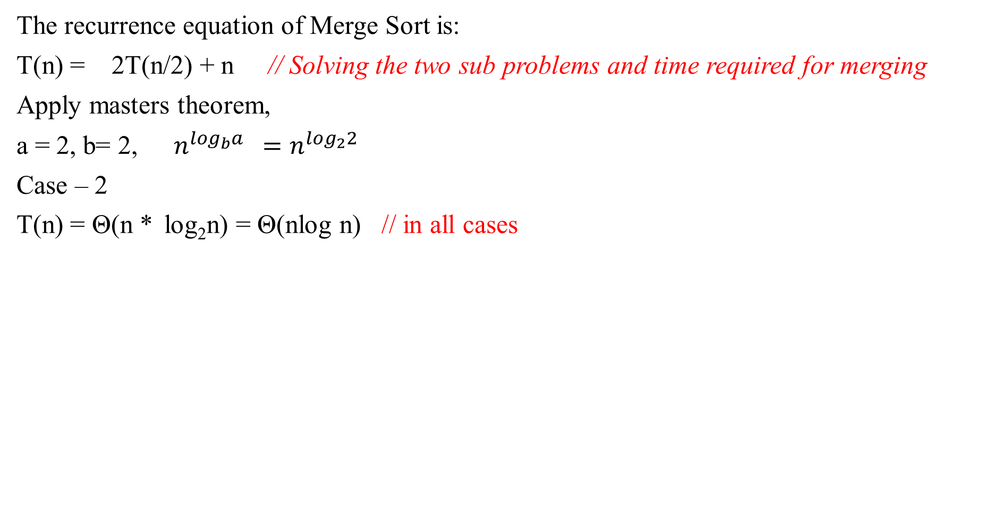 The recurrence equation of Merge Sort is:
T(n) = 2T(n/2) + n // Solving the two sub problems and time required for merging
Apply masters theorem,
a = 2, b= 2, n^{log_b a} = n^{log_2 2}
Case – 2
T(n) = Θ(n * log₂n) = Θ(nlog n) // in all cases